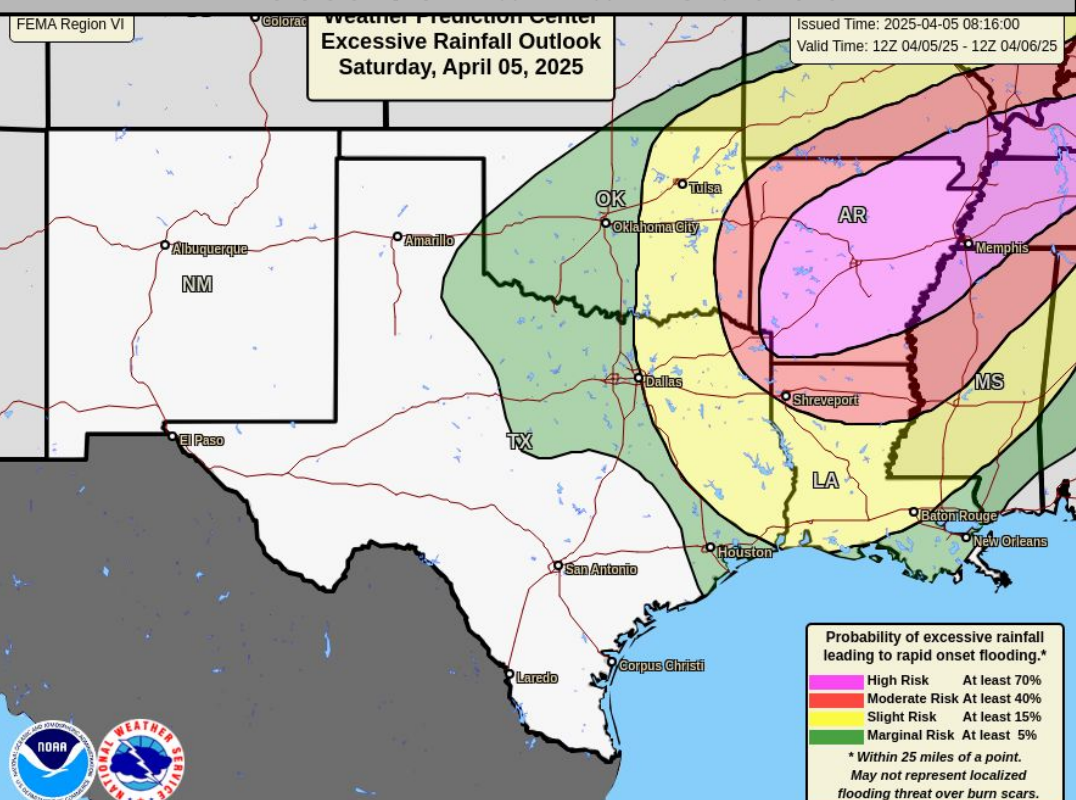 FEMA Region VI
Colorad
Weather Prediction Center
Excessive Rainfall Outlook
Saturday, April 05, 2025
Issued Time: 2025-04-05 08:16:00
Valid Time: 12Z 04/05/25 - 12Z 04/06/25
OK
Tulsa
AR
Oklahoma City
Amarillo
Albuquerque
Memphis
NM
Dallas
MS
Shreveport
TX
El Paso
LA
Baton Rouge
New Orleans
Houston
San Antonio
Corpus Christi
Laredo
Probability of excessive rainfall
leading to rapid onset flooding.*
High Risk At least 70%
Moderate Risk At least 40%
Slight Risk At least 15%
Marginal Risk At least 5%
* Within 25 miles of a point.
May not represent localized
flooding threat over burn scars.
NOAA
NATIONAL WEATHER SERVICE